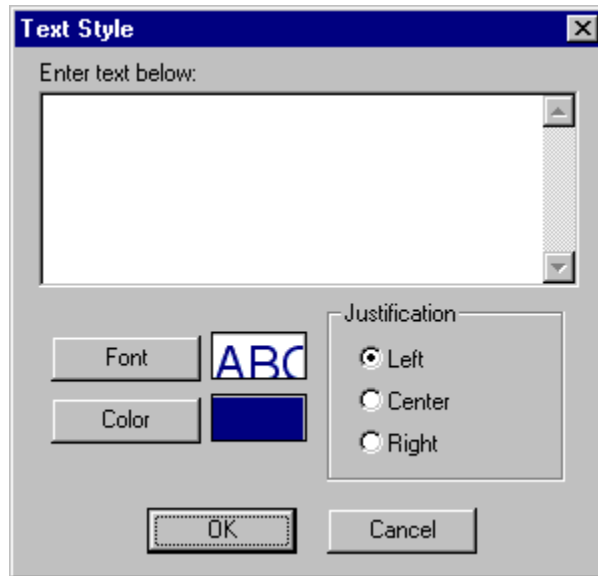 Text Style
Enter text below:
Justification
Font
ABC
Left
Color
Center
Right
OK
Cancel